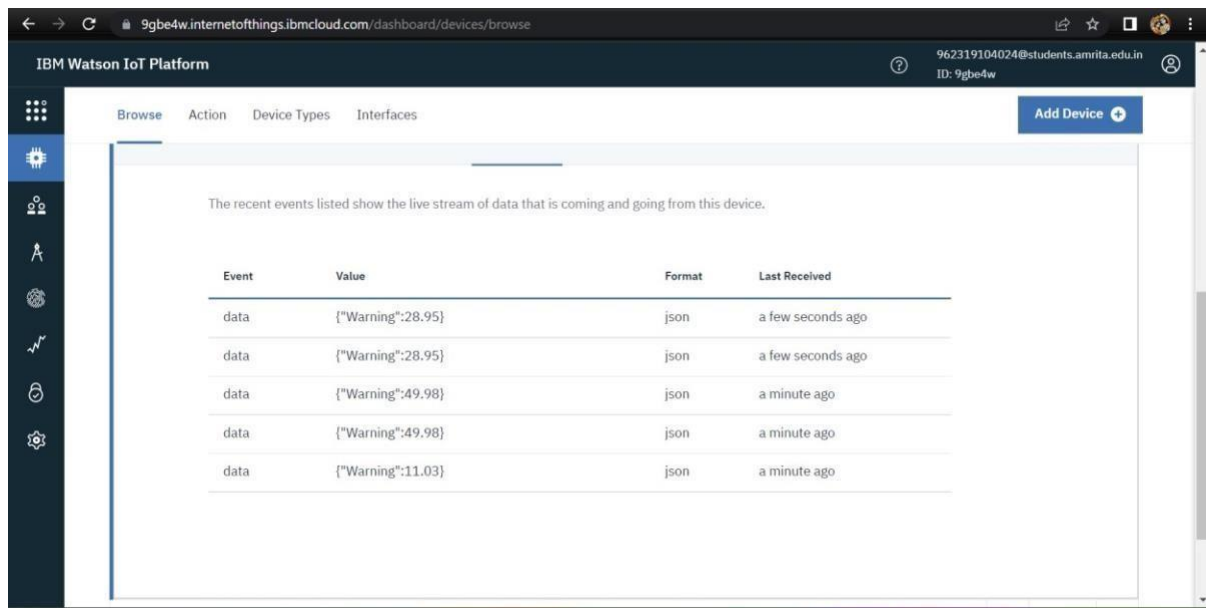 9gbe4w.internetofthings.ibmcloud.com/dashboard/devices/browse
IBM Watson IoT Platform
962319104024@students.amrita.edu.in
ID: 9gbe4w
Browse Action Device Types Interfaces Add Device
The recent events listed show the live stream of data that is coming and going from this device.
Event Value Format Last Received
data {"Warning":28.95} json a few seconds ago
data {"Warning":28.95} json a few seconds ago
data {"Warning":49.98} json a minute ago
data {"Warning":49.98} json a minute ago
data {"Warning":11.03} json a minute ago